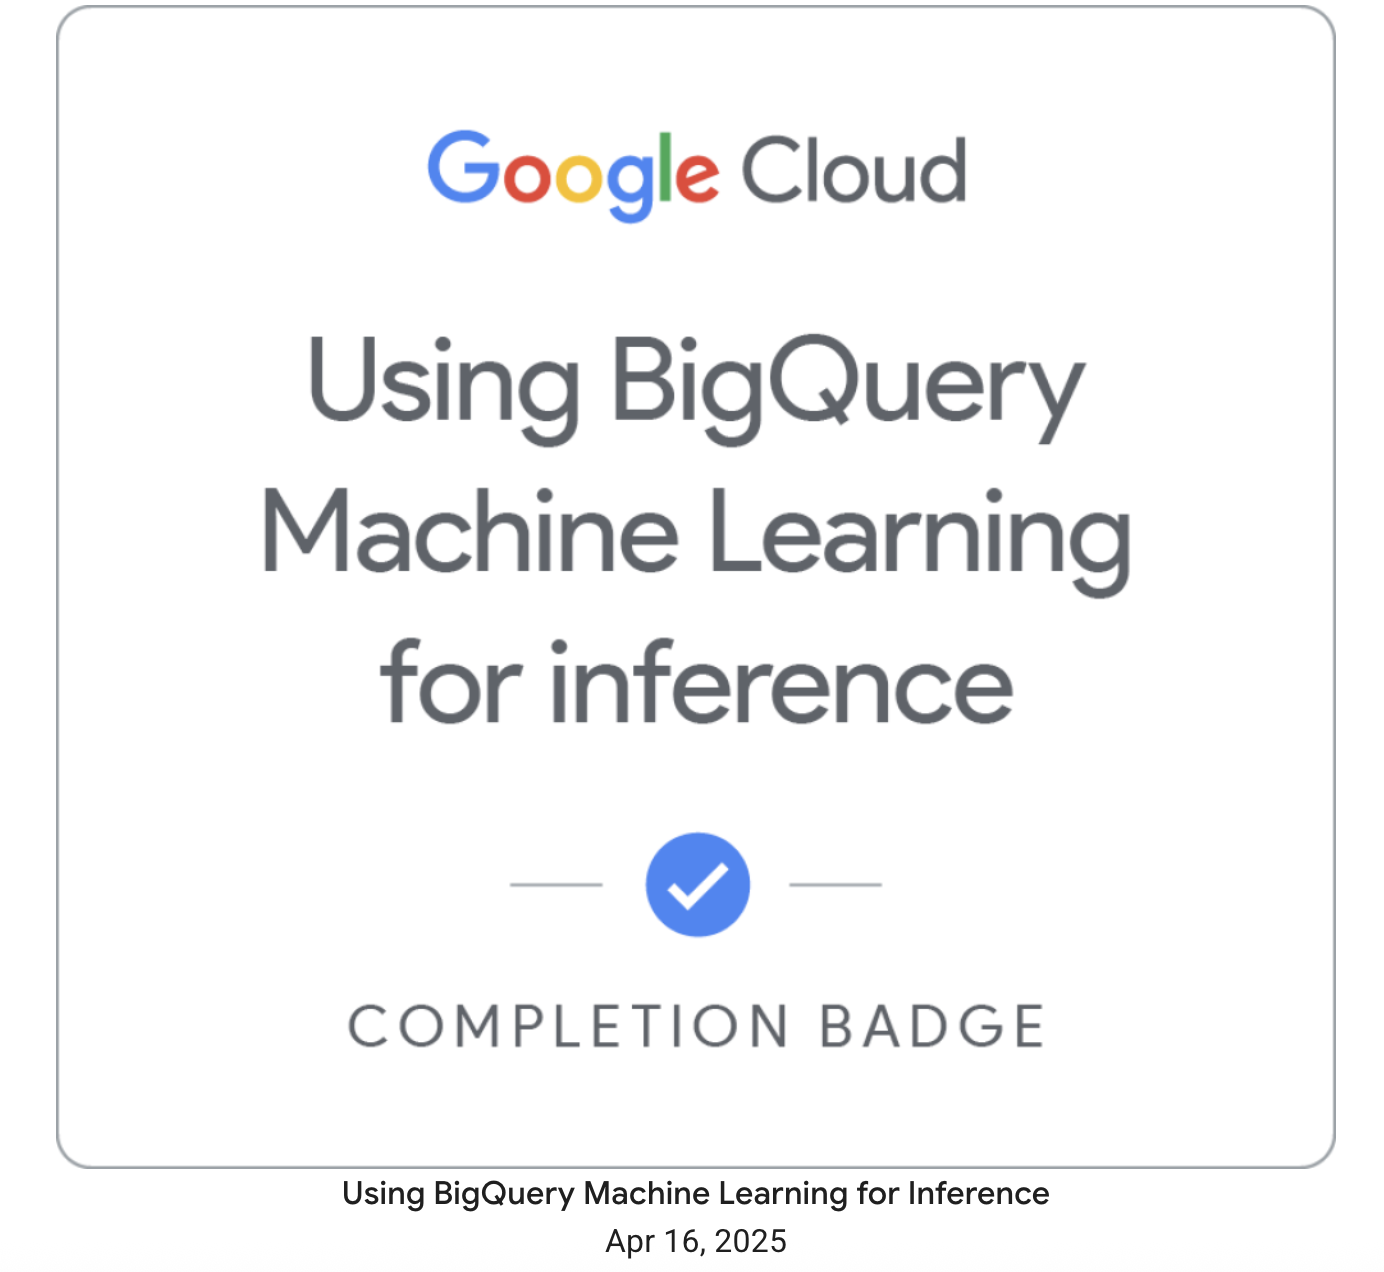 Google Cloud
Using BigQuery
Machine Learning
for inference
COMPLETION BADGE
Using BigQuery Machine Learning for Inference
Apr 16, 2025